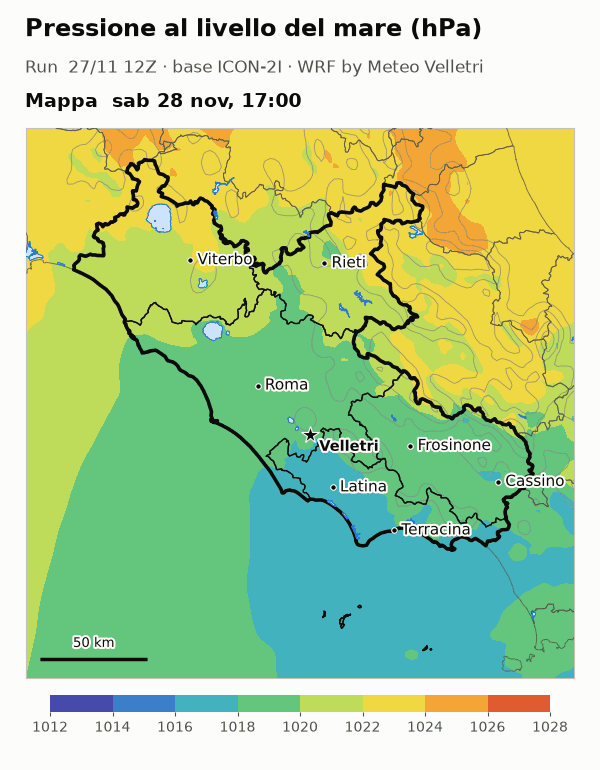 Pressione al livello del mare (hPa)
Run  27/11 12Z · base ICON-2I · WRF by Meteo Velletri
Mappa  sab 28 nov, 17:00
Viterbo
Rieti
Roma
Velletri
Frosinone
Cassino
Latina
Terracina
50 km
1012 1014 1016 1018 1020 1022 1024 1026 1028